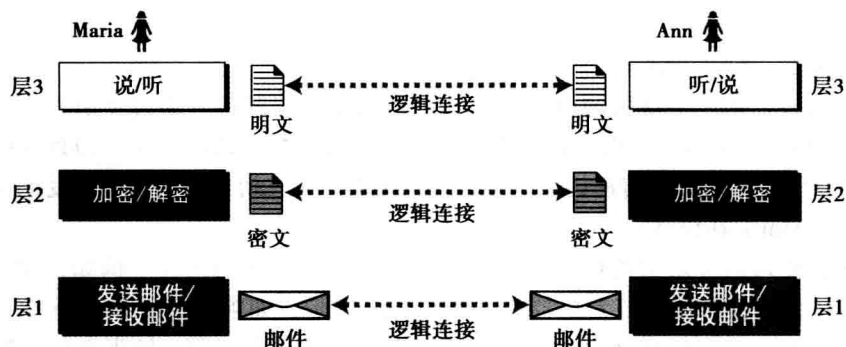 Maria Ann
层3 说/听 听/说 层3
逻辑连接
明文 明文
层2 加密/解密 加密/解密 层2
逻辑连接
密文 密文
层1 发送邮件/ 发送邮件/ 层1
接收邮件 接收邮件
逻辑连接
邮件 邮件